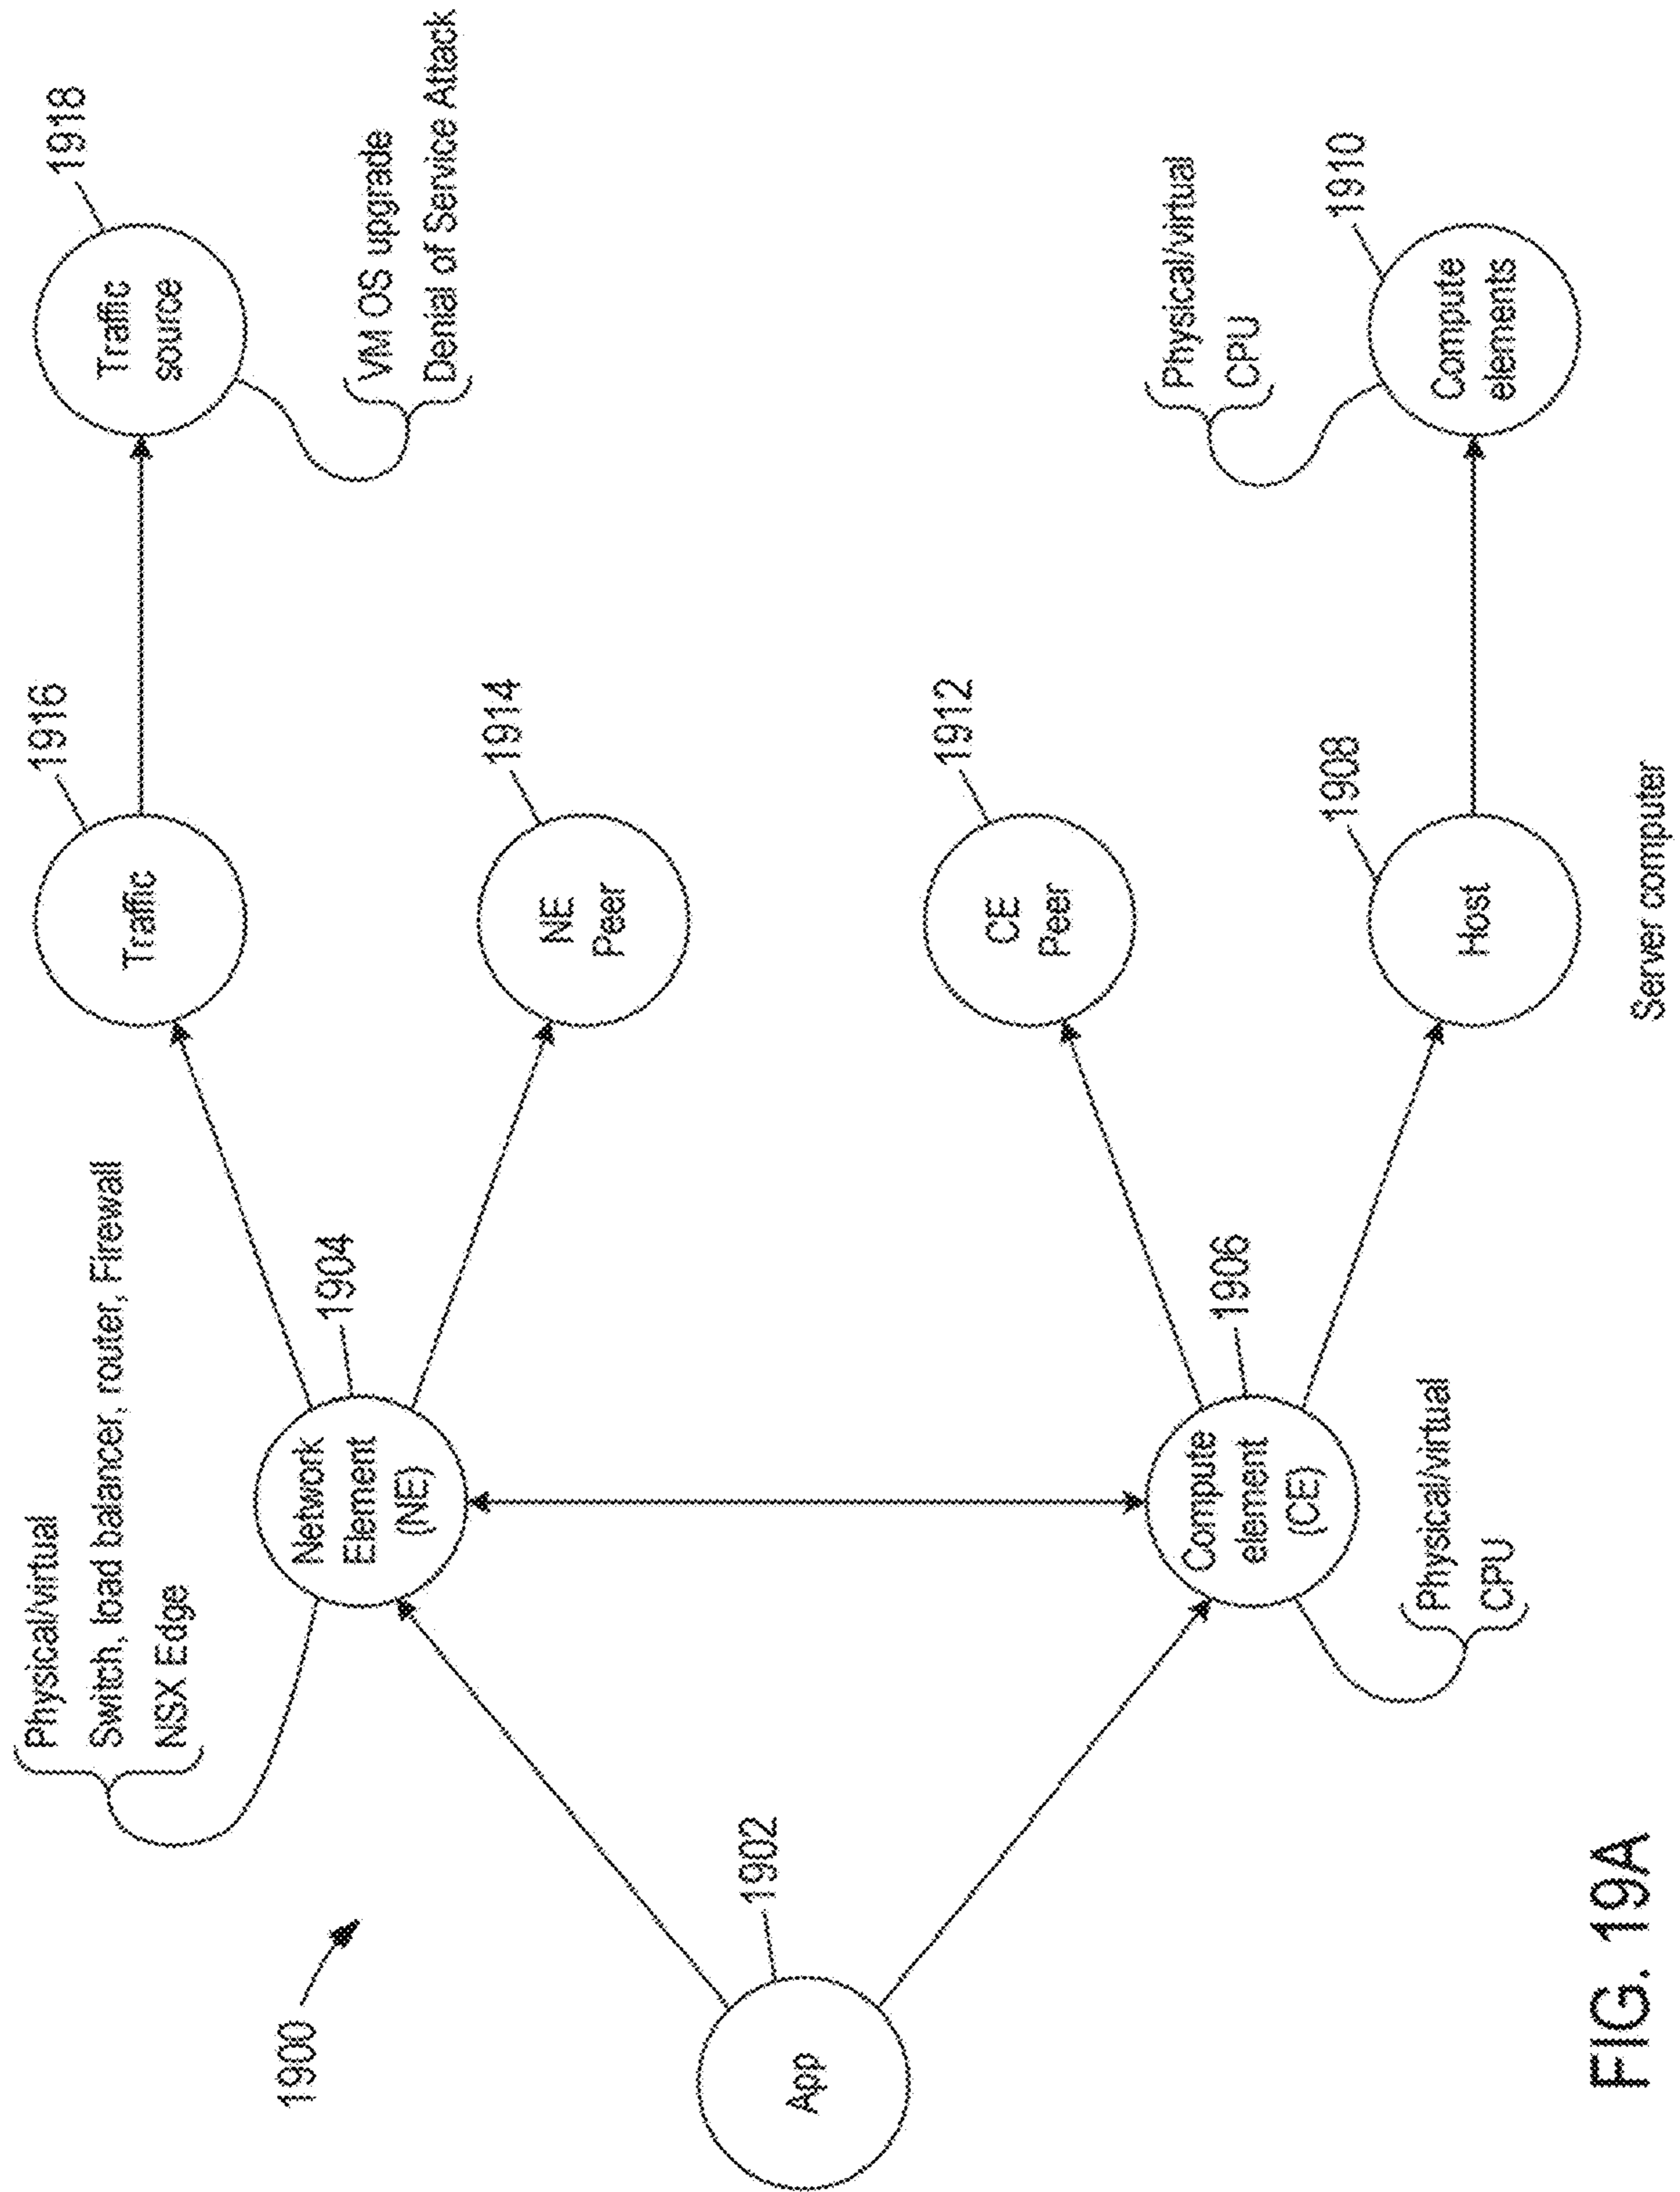 1900
App
1902
Physical/virtual
Switch, load balancer, router, Firewall
NSX Edge
Network
Element
(NE)
1904
Compute
element
(CE)
1906
Physical/virtual
CPU
Traffic
1916
NE
Peer
1914
CE
Peer
1912
Host
1908
Server computer
Traffic
source
1918
VM OS upgrade
Denial of Service Attack
Physical/virtual
CPU
Compute
elements
1910
FIG. 19A